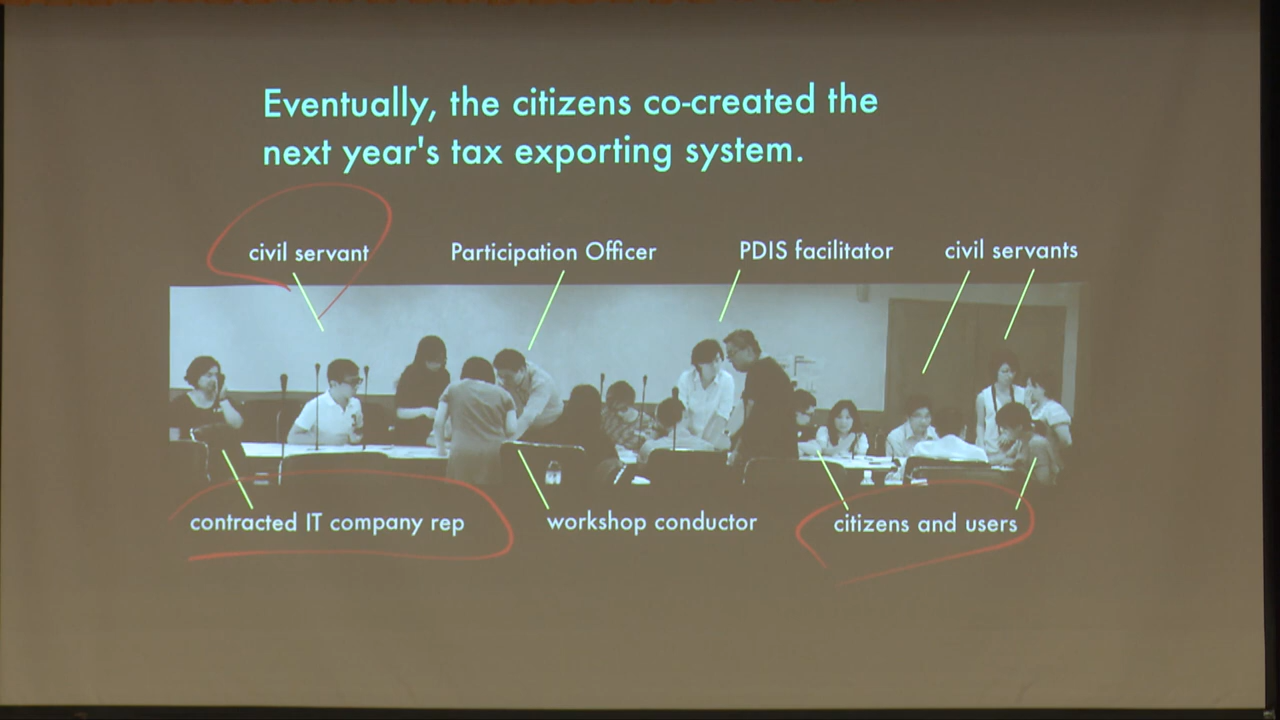 Eventually, the citizens co-created the
next year's tax exporting system.
civil servant
Participation Officer
PDIS facilitator
civil servants
contracted IT company rep
workshop conductor
citizens and users